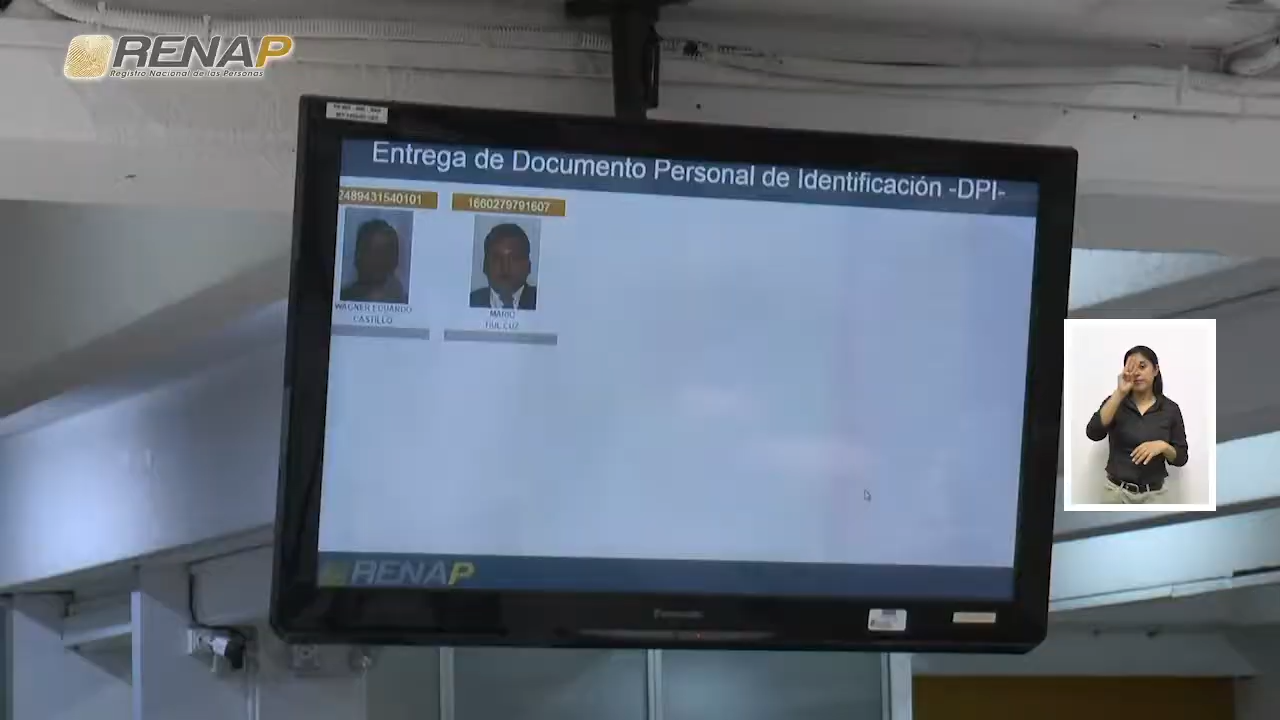 RENAP
Registro Nacional de las Personas
Entrega de Documento Personal de Identificación -DPI-
2489431540101
1660279791607
WAGNER EDUARDO
CASTILLO
MARIO
RENAP
Panasonic